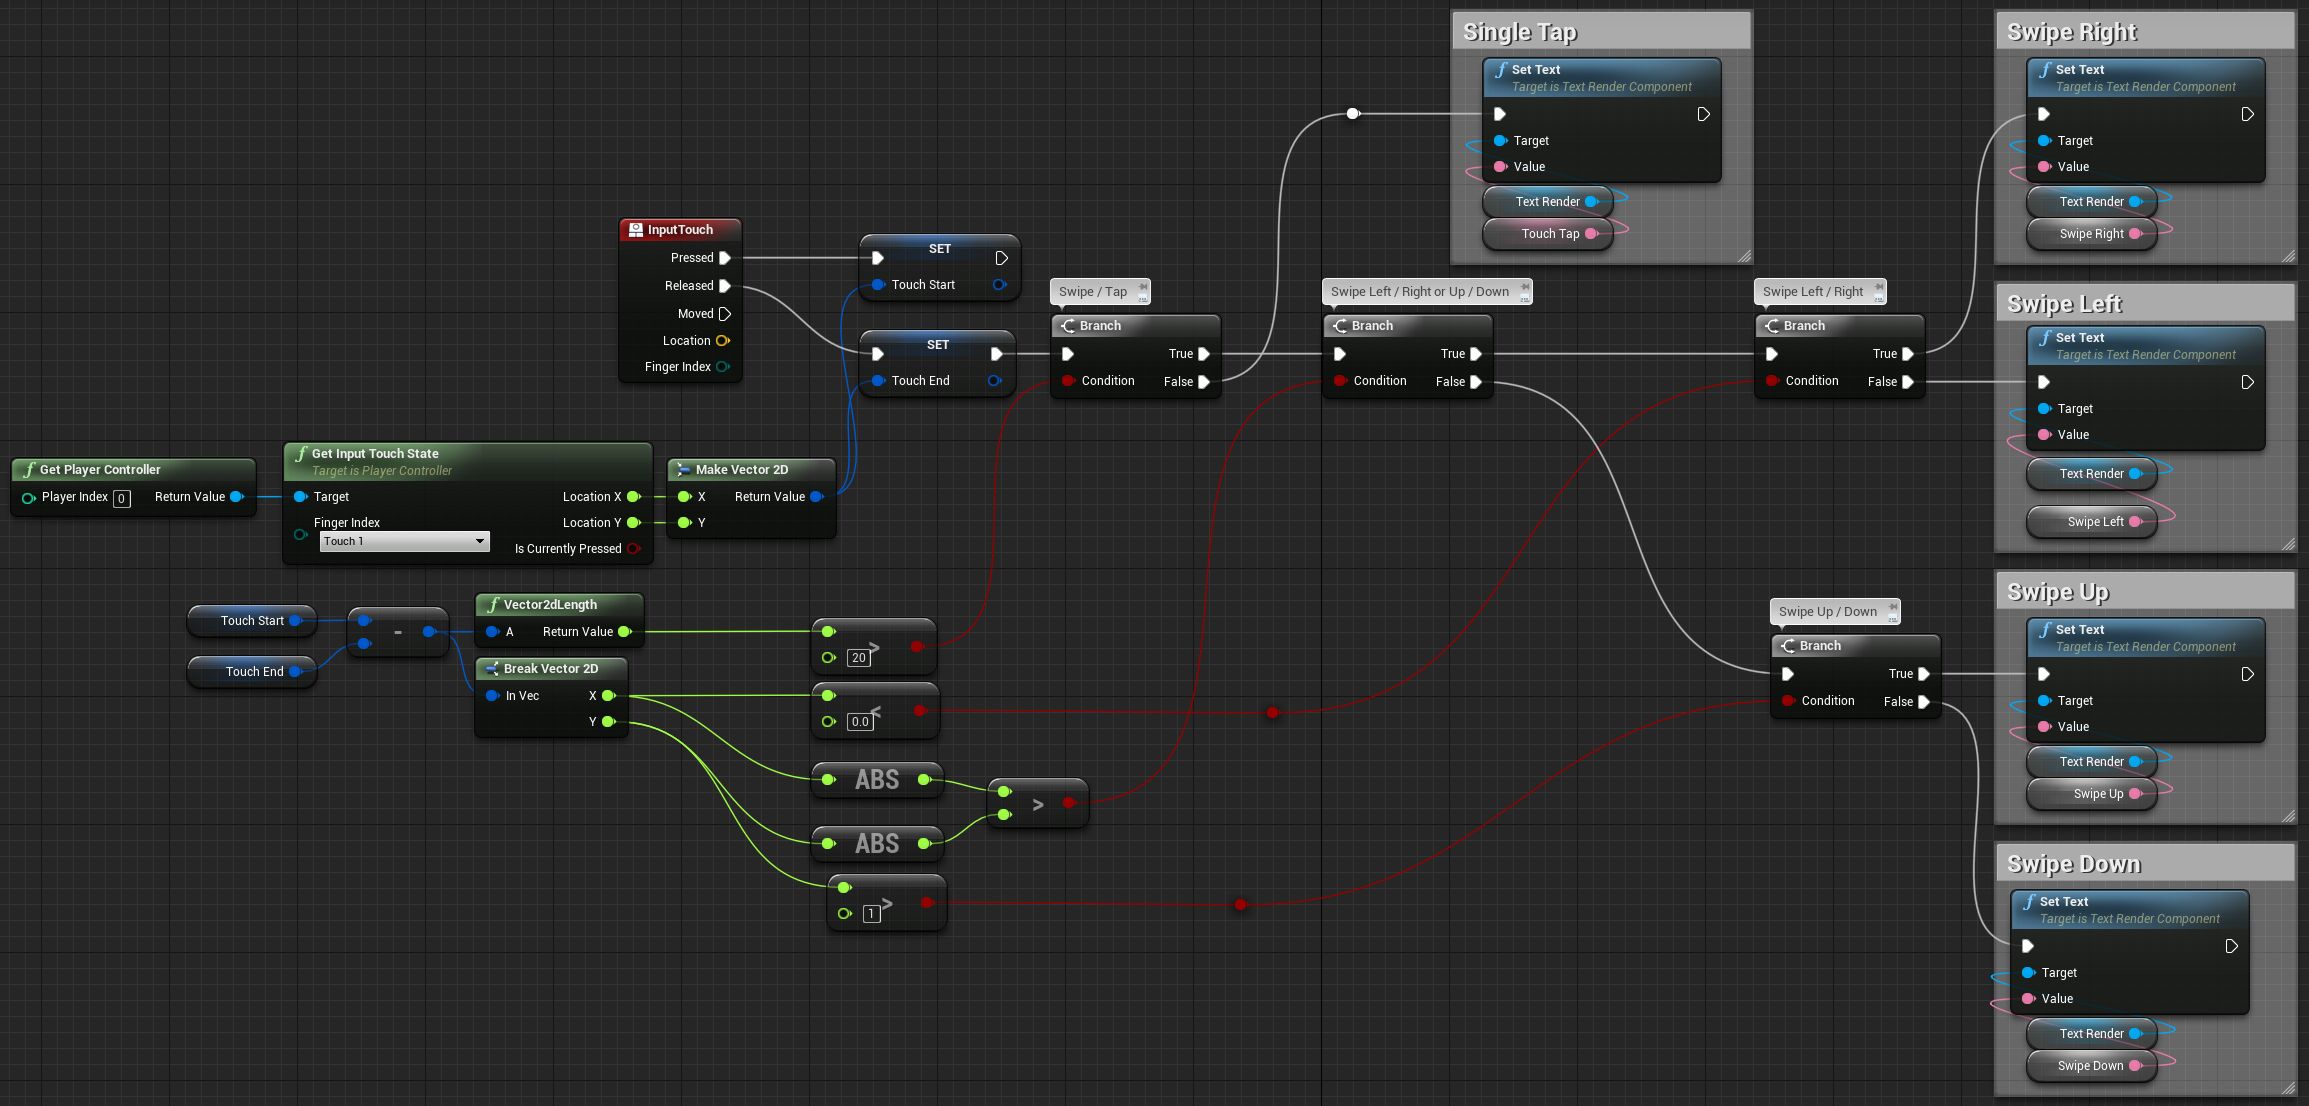 Single Tap
f Set Text
Target is Text Render Component
Target
Value
Text Render
Touch Tap
Swipe Right
f Set Text
Target is Text Render Component
Target
Value
Text Render
Swipe Right
InputTouch
Pressed
Released
Moved
Location
Finger Index
SET
Touch Start
SET
Touch End
Swipe / Tap
Branch
True
Condition False
Swipe Left / Right or Up / Down
Branch
True
Condition False
Swipe Left / Right
Branch
True
Condition False
Swipe Left
f Set Text
Target is Text Render Component
Target
Value
Text Render
Swipe Left
f Get Player Controller
Player Index 0 Return Value
f Get Input Touch State
Target is Player Controller
Target Location X
Finger Index Location Y
Touch 1
Is Currently Pressed
Make Vector 2D
X Return Value
Y
Touch Start
Touch End
-
f Vector2dLength
A Return Value
Break Vector 2D
In Vec X
Y
>
20
<
0.0
ABS
ABS
>
>
1
Swipe Up / Down
Branch
True
Condition False
Swipe Up
f Set Text
Target is Text Render Component
Target
Value
Text Render
Swipe Up
Swipe Down
f Set Text
Target is Text Render Component
Target
Value
Text Render
Swipe Down